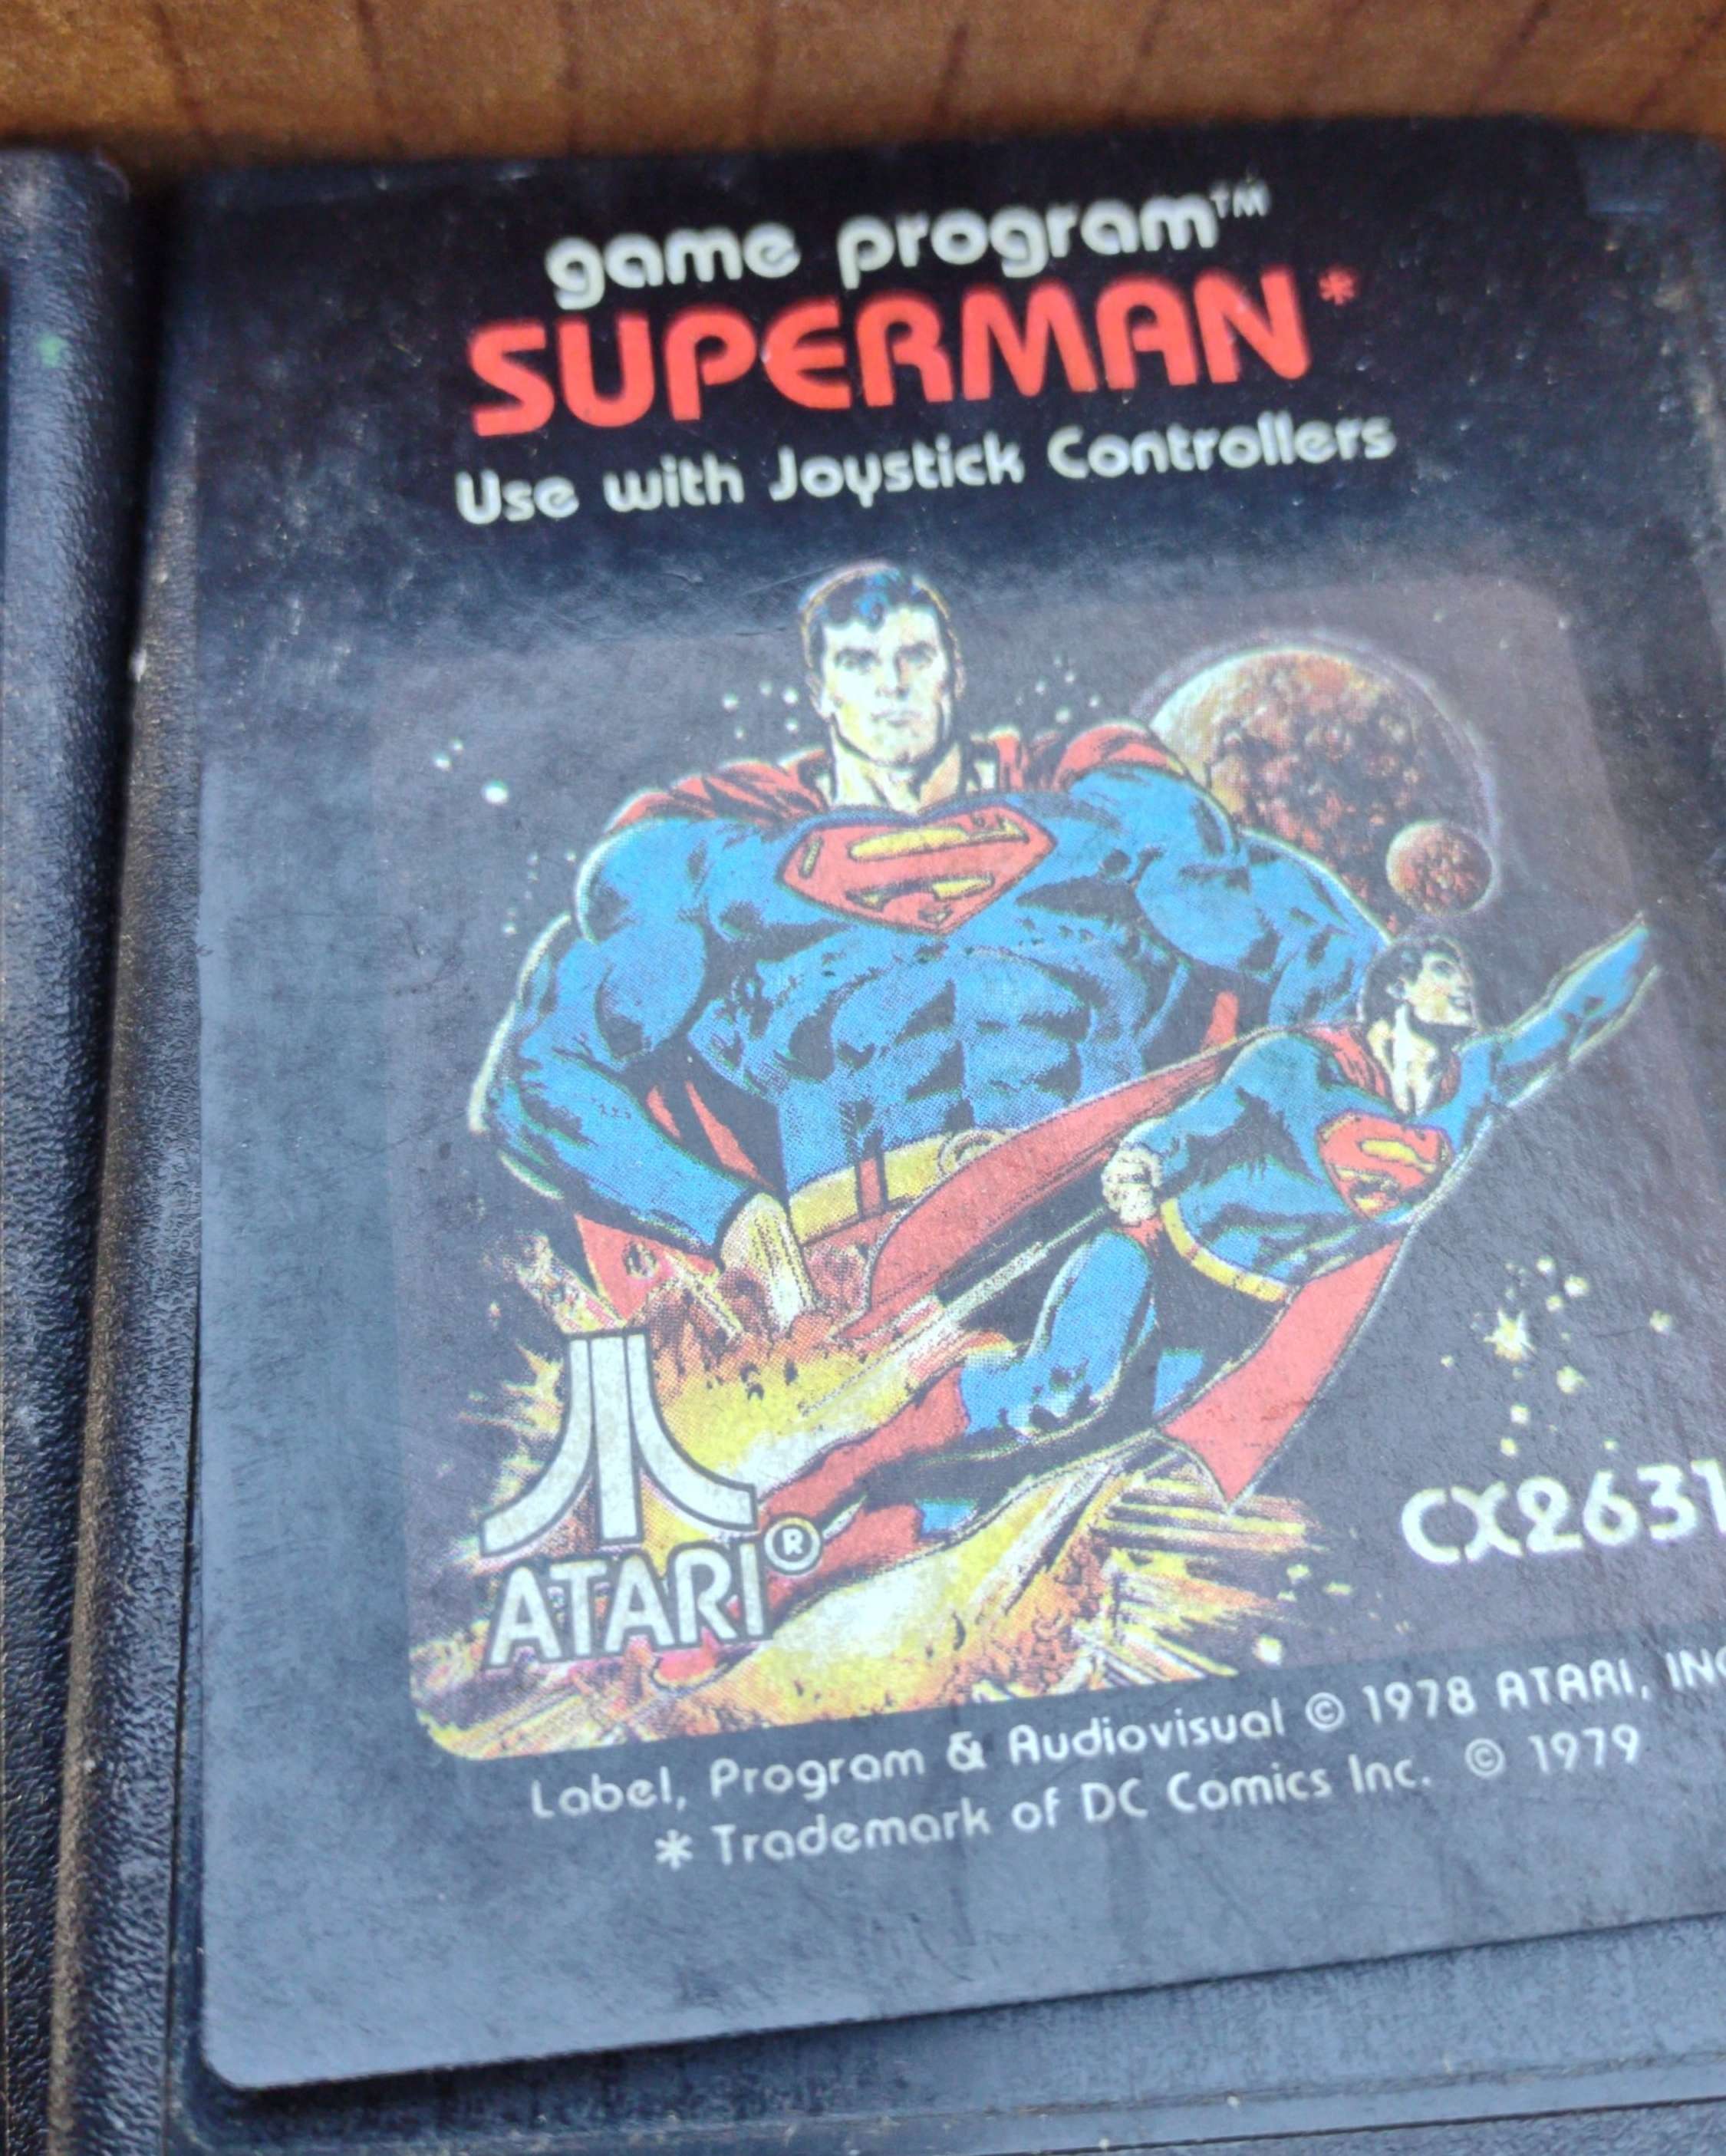 game program™
SUPERMAN*
Use with Joystick Controllers
ATARI®
CX2631
Label, Program & Audiovisual © 1978 ATARI, INC
* Trademark of DC Comics Inc. © 1979